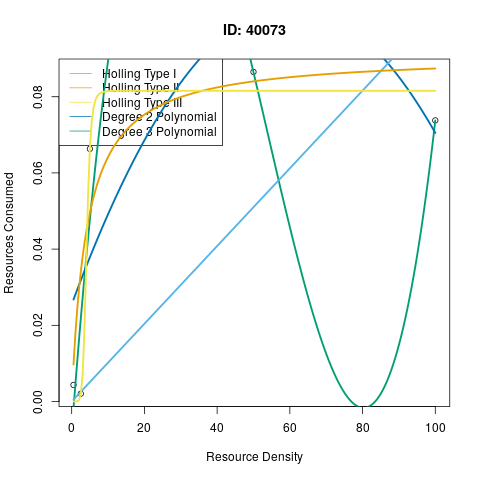 ID: 40073
Holling Type I
Holling Type II
Holling Type III
Degree 2 Polynomial
Degree 3 Polynomial
Resources Consumed
0.00
0.02
0.04
0.06
0.08
0
20
40
60
80
100
Resource Density